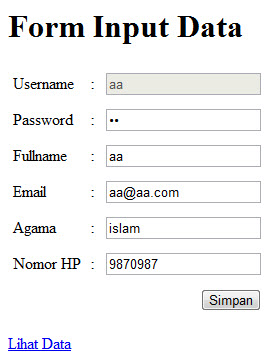 Form Input Data
Username : aa
Password : ••
Fullname : aa
Email : aa@aa.com
Agama : islam
Nomor HP : 9870987
Simpan
Lihat Data